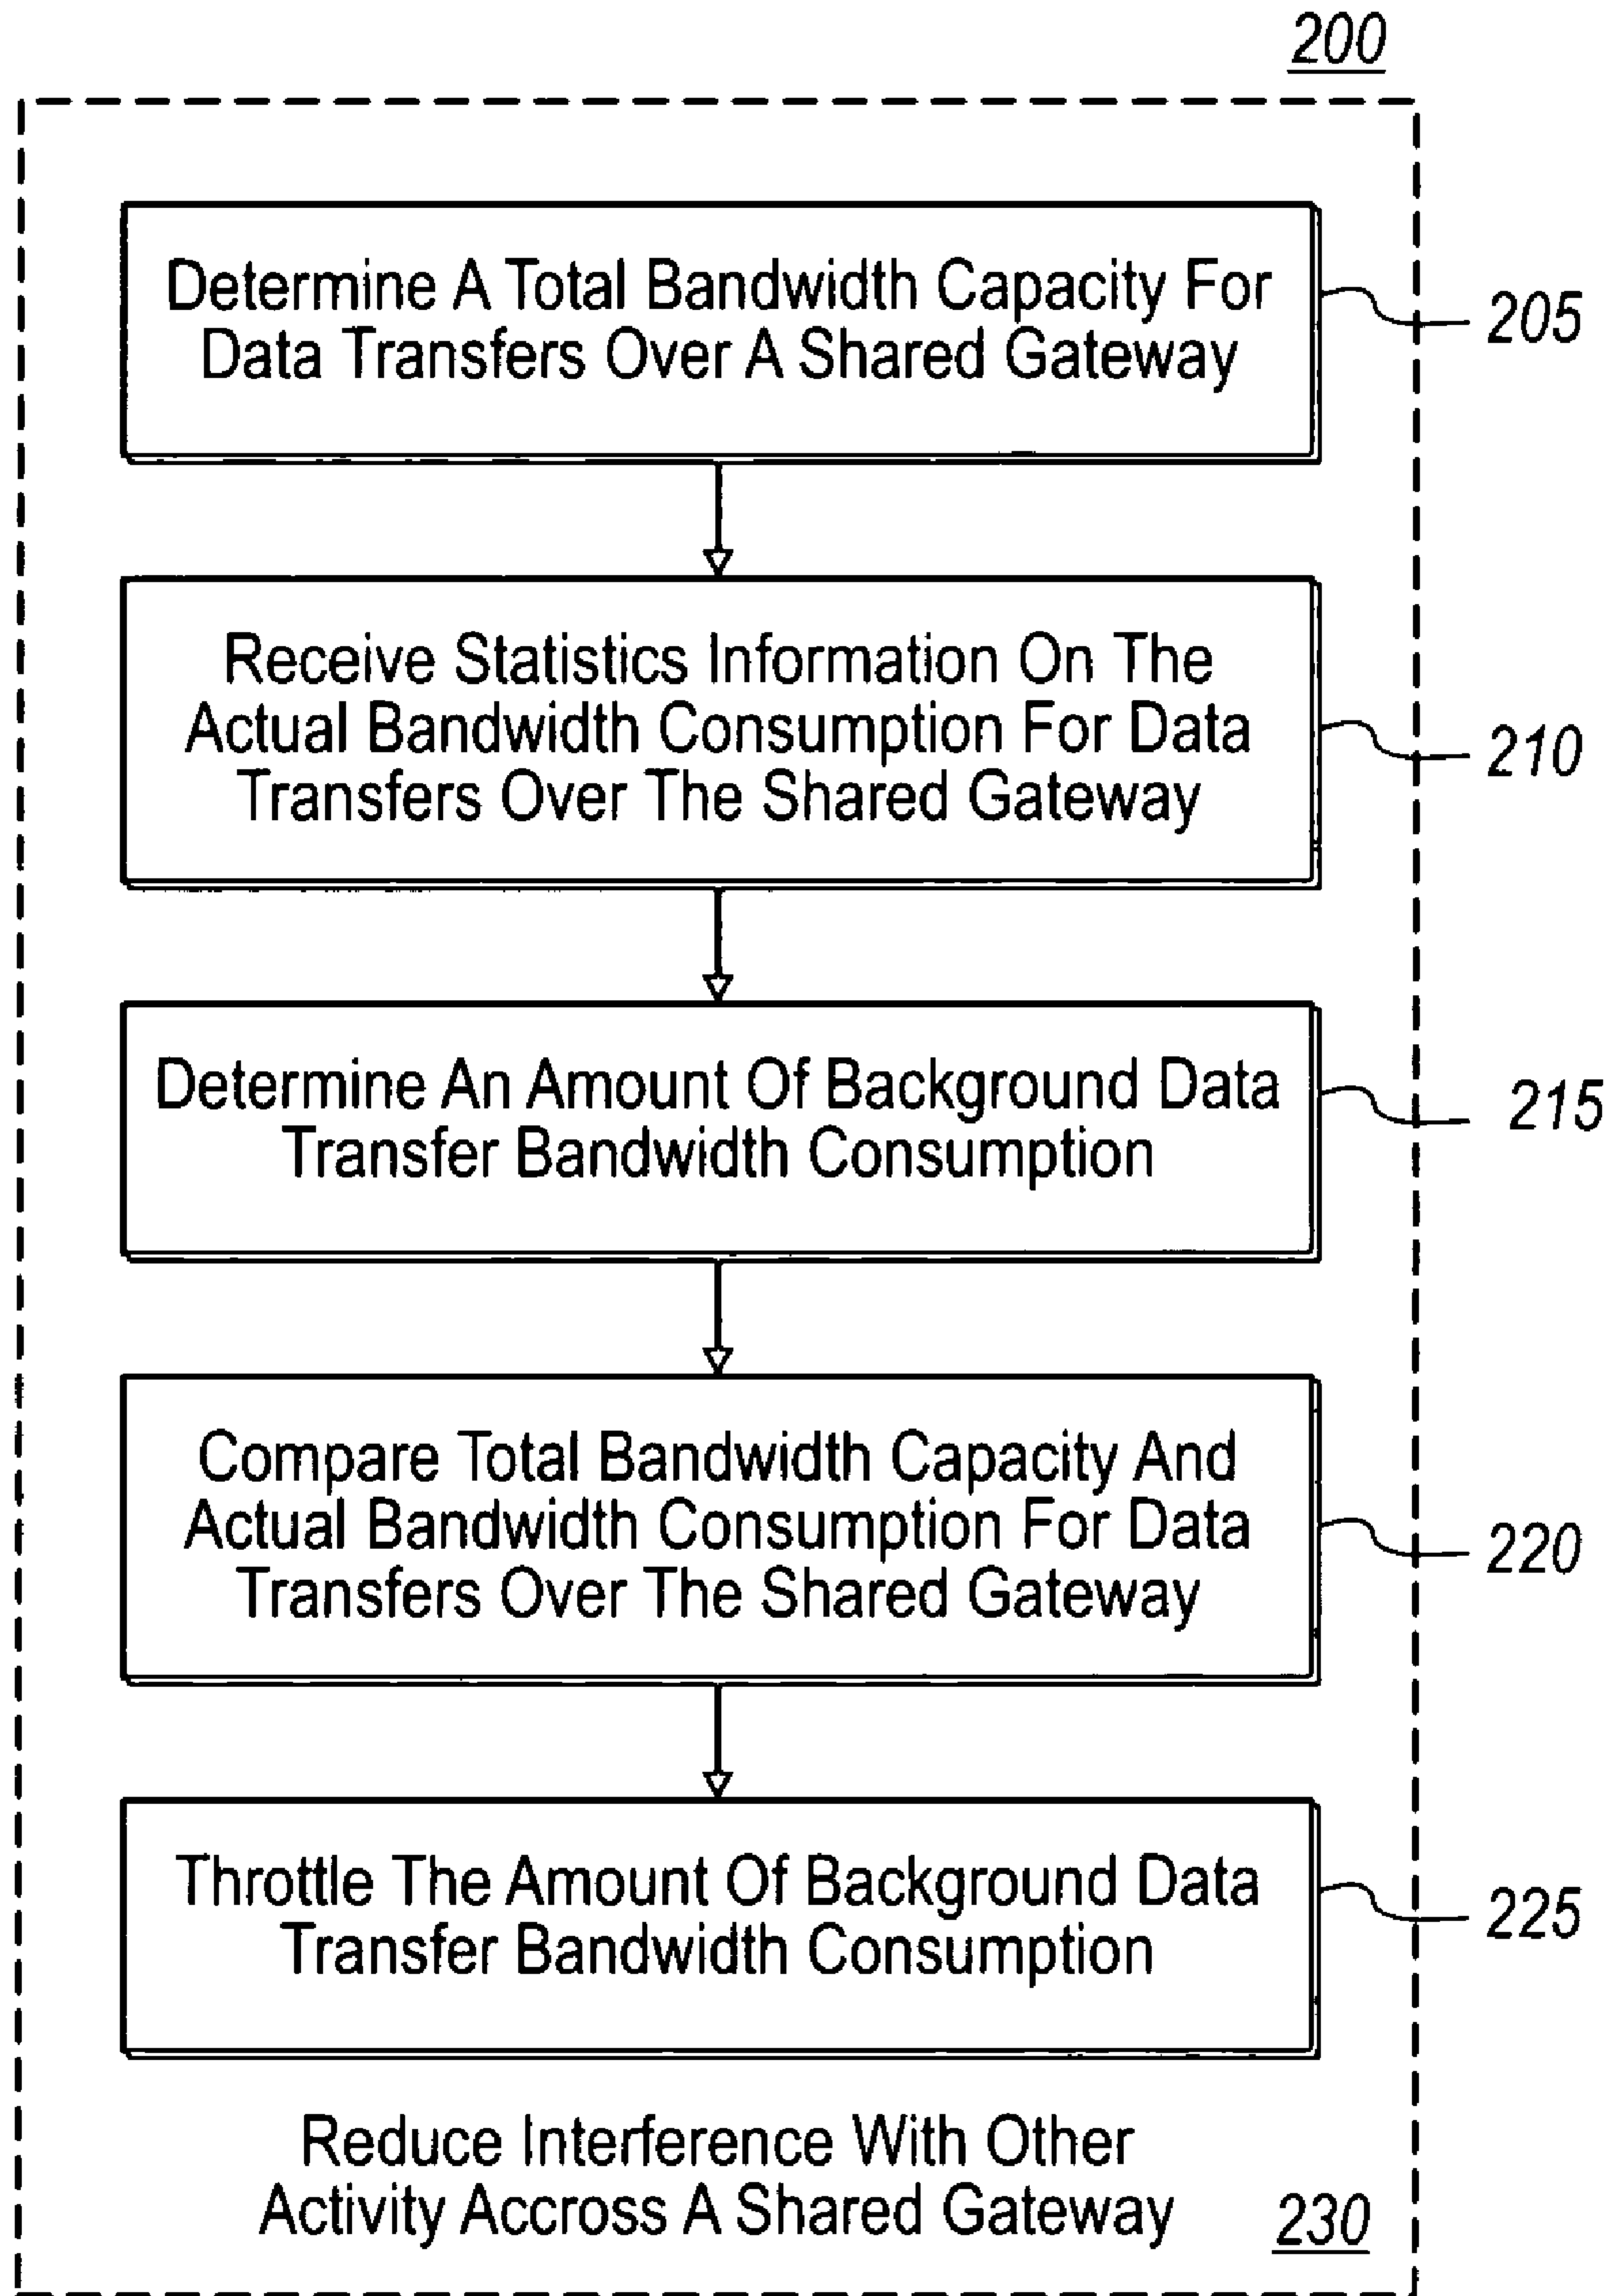 200
Determine A Total Bandwidth Capacity For
Data Transfers Over A Shared Gateway
205
Receive Statistics Information On The
Actual Bandwidth Consumption For Data
Transfers Over The Shared Gateway
210
Determine An Amount Of Background Data
Transfer Bandwidth Consumption
215
Compare Total Bandwidth Capacity And
Actual Bandwidth Consumption For Data
Transfers Over The Shared Gateway
220
Throttle The Amount Of Background Data
Transfer Bandwidth Consumption
225
Reduce Interference With Other
Activity Accross A Shared Gateway
230